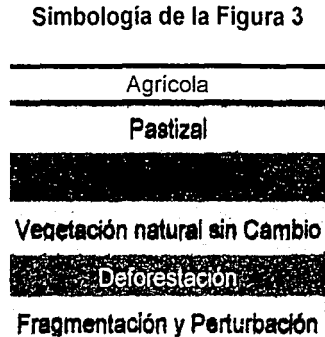 Simbología de la Figura 3
Agrícola
Pastizal
Vegetación natural sin Cambio
Deforestación
Fragmentación y Perturbación